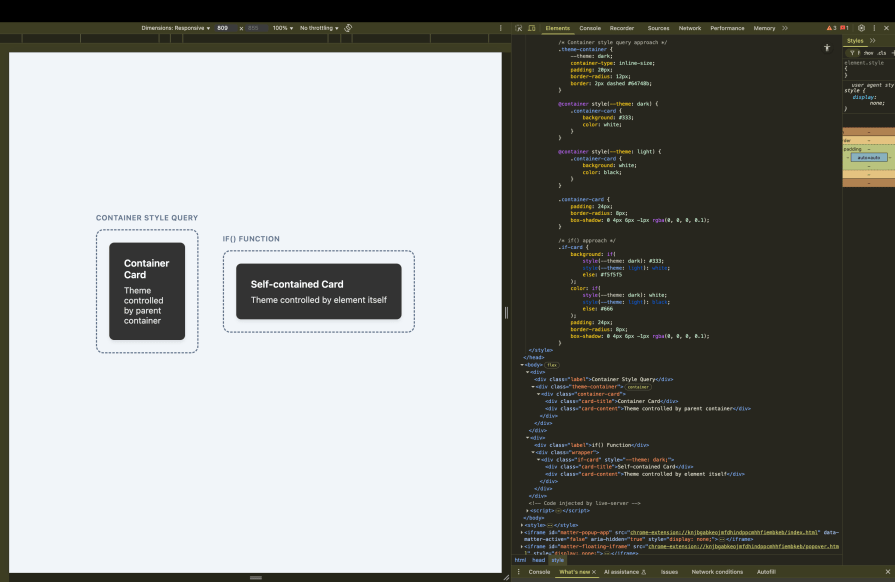 Dimensions: Responsive ▾ 809 x 100% ▾ No throttling ▾
Elements Console Recorder Sources Network Performance Memory
3 1
Styles
:hov .cls
element.style
{
}
user agent sty
style {
display:
none;
}
padding
auto×auto
CONTAINER STYLE QUERY
Container
Card
Theme
controlled
by parent
container
IF() FUNCTION
Self-contained Card
Theme controlled by element itself
/* Container style query approach */
.theme-container {
--theme: dark;
container-type: inline-size;
padding: 20px;
border-radius: 12px;
border: 2px dashed #64748b;
}
@container style(--theme: dark) {
.container-card {
background: #333;
color: white;
}
}
@container style(--theme: light) {
.container-card {
background: white;
color: black;
}
}
.container-card {
padding: 24px;
border-radius: 8px;
box-shadow: 0 4px 6px -1px rgba(0, 0, 0, 0.1);
}
/* if() approach */
.if-card {
background: if(
style(--theme: dark): #333;
style(--theme: light): white;
else: #f5f5f5
);
color: if(
style(--theme: dark): white;
style(--theme: light): black;
else: #666
);
padding: 24px;
border-radius: 8px;
box-shadow: 0 4px 6px -1px rgba(0, 0, 0, 0.1);
}
</style>
</head>
<body> flex
<div>
<div class="label">Container Style Query</div>
<div class="theme-container"> container
<div class="container-card">
<div class="card-title">Container Card</div>
<div class="card-content">Theme controlled by parent container</div>
</div>
</div>
</div>
<div>
<div class="label">if() Function</div>
<div class="wrapper">
<div class="if-card" style="--theme: dark;">
<div class="card-title">Self-contained Card</div>
<div class="card-content">Theme controlled by element itself</div>
</div>
</div>
</div>
<!-- Code injected by live-server -->
<script>…</script>
</body>
<style>…</style>
<iframe id="matter-popup-app" src="chrome-extension://knjbgabkeojmfdhindppcmhhfiembkeb/index.html" data-
matter-active="false" aria-hidden="true" style="display: none;">…</iframe>
<iframe id="matter-floating-iframe" src="chrome-extension://knjbgabkeojmfdhindppcmhhfiembkeb/popover.htm
l" style="display: none;">…</iframe>
html head style
Console What's new × AI assistance Issues Network conditions Autofill